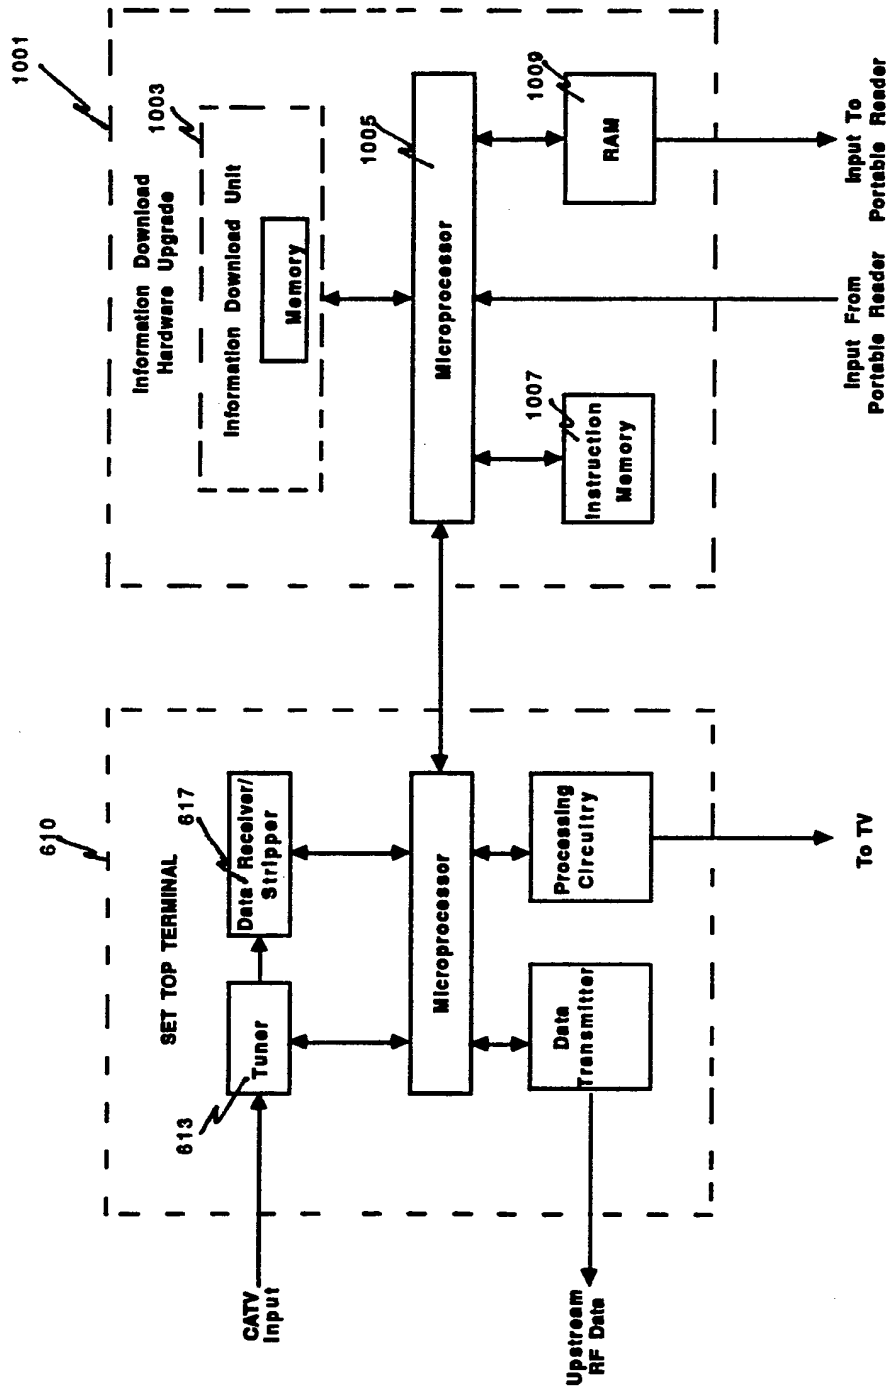 610
SET TOP TERMINAL
CATV
Input
613
Tuner
617
Data Receiver/
Stripper
Microprocessor
Data
Transmitter
Processing
Circuitry
Upstream
RF Data
To TV
1001
Information Download
Hardware Upgrade
1003
Information Download Unit
Memory
1005
Microprocessor
1007
Instruction
Memory
1009
RAM
Input From
Portable Reader
Input To
Portable Reader